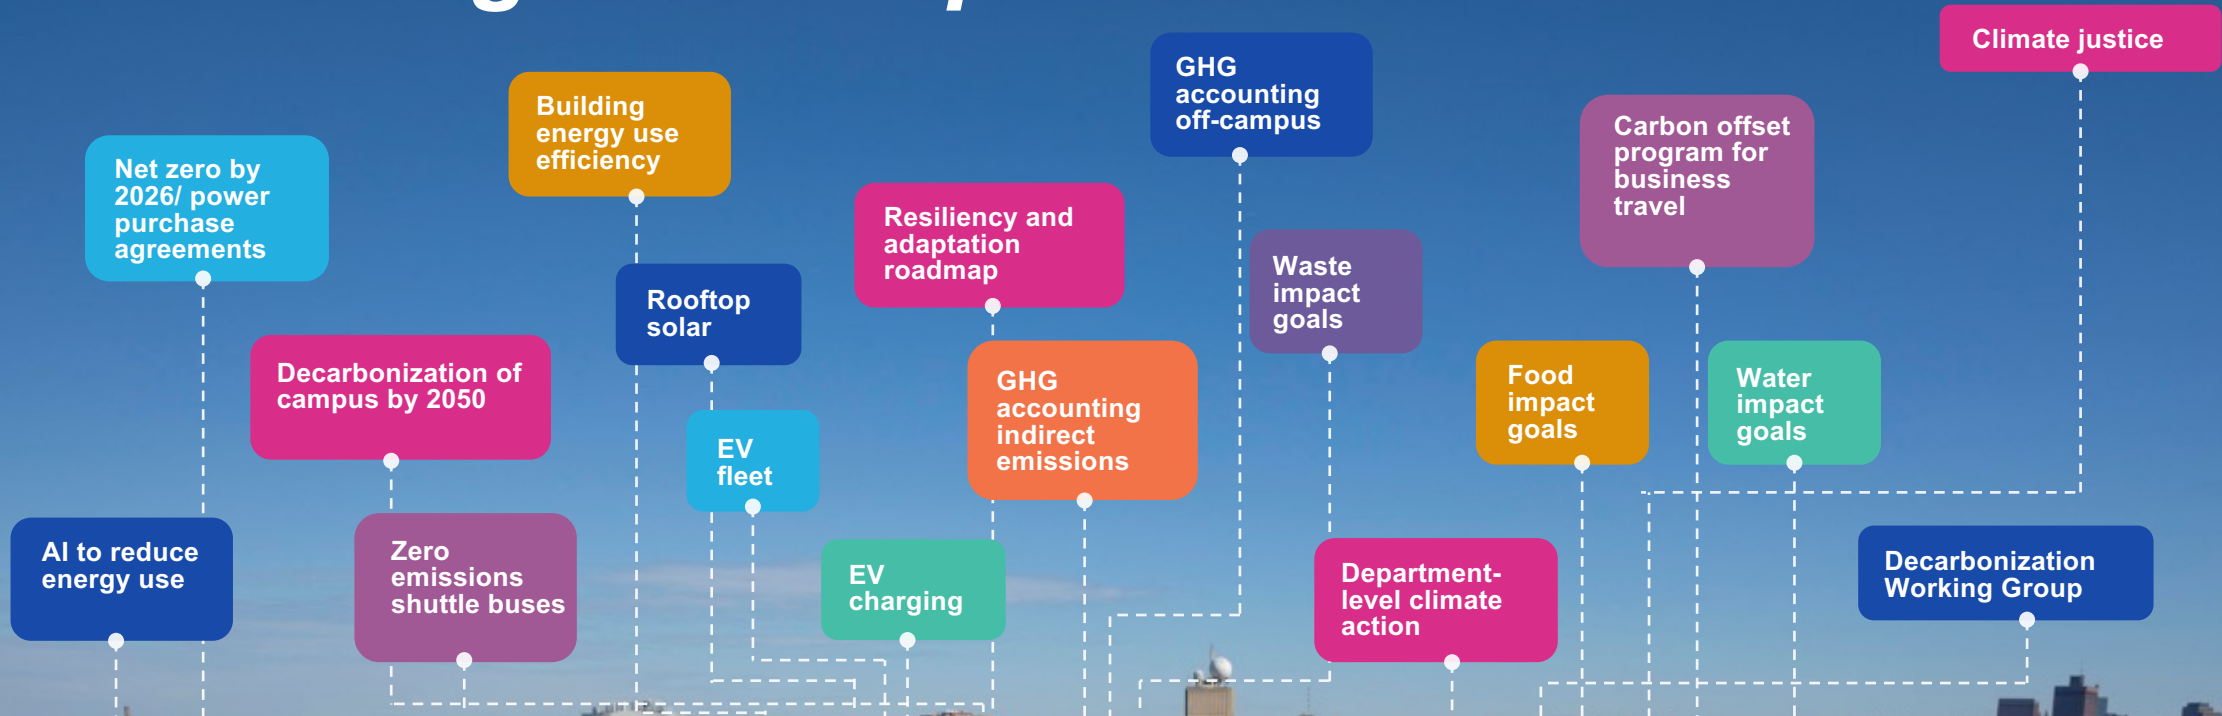 Climate justice
GHG
accounting
off-campus
Building
energy use
efficiency
Carbon offset
program for
business
travel
Net zero by
2026/ power
purchase
agreements
Resiliency and
adaptation
roadmap
Waste
impact
goals
Rooftop
solar
Decarbonization of
campus by 2050
GHG
accounting
indirect
emissions
Food
impact
goals
Water
impact
goals
EV
fleet
AI to reduce
energy use
Zero
emissions
shuttle buses
EV
charging
Department-
level climate
action
Decarbonization
Working Group